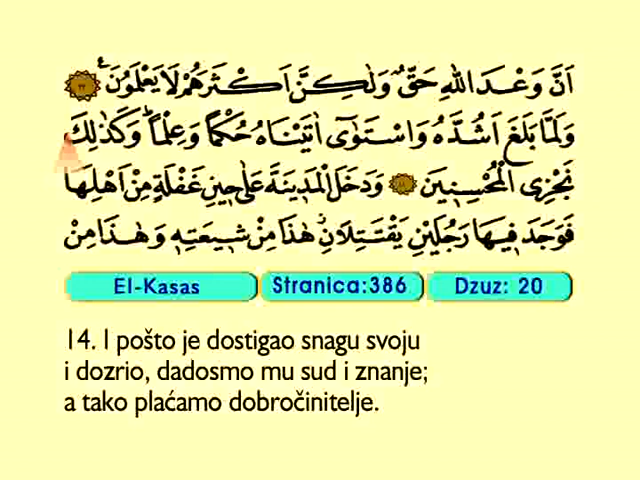 اَنَّ وَعْدَ اللّٰهِ حَقٌّ وَلٰكِنَّ اَكْثَرَهُمْ لَا يَعْلَمُونَ
وَلَمَّا بَلَغَ اَشُدَّهُ وَاسْتَوٰٓى اٰتَيْنَاهُ حُكْمًا وَعِلْمًا وَكَذٰلِكَ
نَجْزِى الْمُحْسِنِينَ وَدَخَلَ الْمَدِينَةَ عَلٰى حِينِ غَفْلَةٍ مِنْ اَهْلِهَا
فَوَجَدَ فِيهَا رَجُلَيْنِ يَقْتَتِلَانِ هٰذَا مِنْ شِيعَتِهِ وَهٰذَا مِنْ
El-Kasas Stranica:386 Dzuz: 20
14. I pošto je dostigao snagu svoju
i dozrio, dadosmo mu sud i znanje;
a tako plaćamo dobročinitelje.